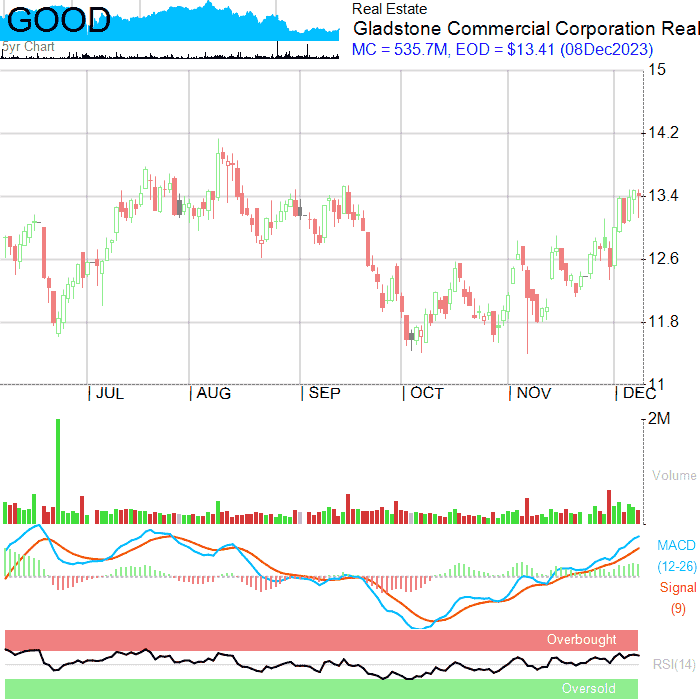 GOOD
5yr Chart
Real Estate
Gladstone Commercial Corporation Real
MC = 535.7M, EOD = $13.41 (08Dec2023)
15
14.2
13.4
12.6
11.8
11
JUL AUG SEP OCT NOV DEC
2M
Volume
MACD
(12-26)
Signal
(9)
Overbought
RSI(14)
Oversold